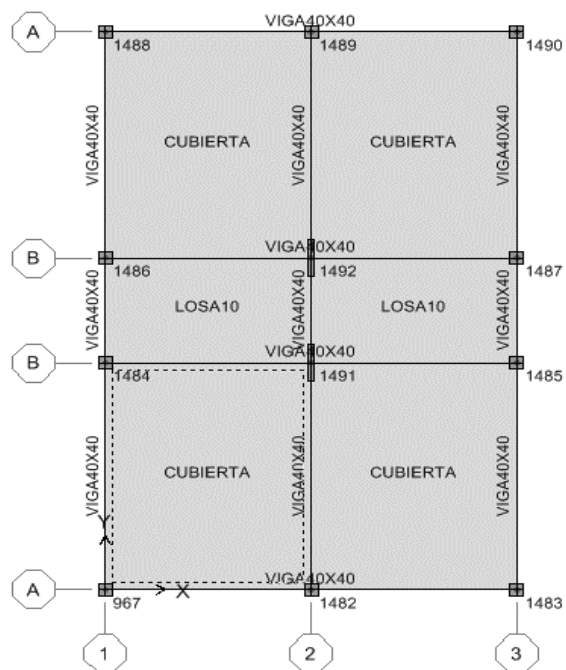 VIGA40X40
A
1488 1489 1490
VIGA40X40 VIGA40X40 VIGA40X40
CUBIERTA CUBIERTA
VIGA40X40
B
1486 1492 1487
VIGA40X40 VIGA40X40 VIGA40X40
LOSA10 LOSA10
VIGA40X40
B
1484 1491 1485
VIGA40X40 VIGA40X40 VIGA40X40
CUBIERTA CUBIERTA
Y
X
VIGA40X40
A
967 1482 1483
1 2 3